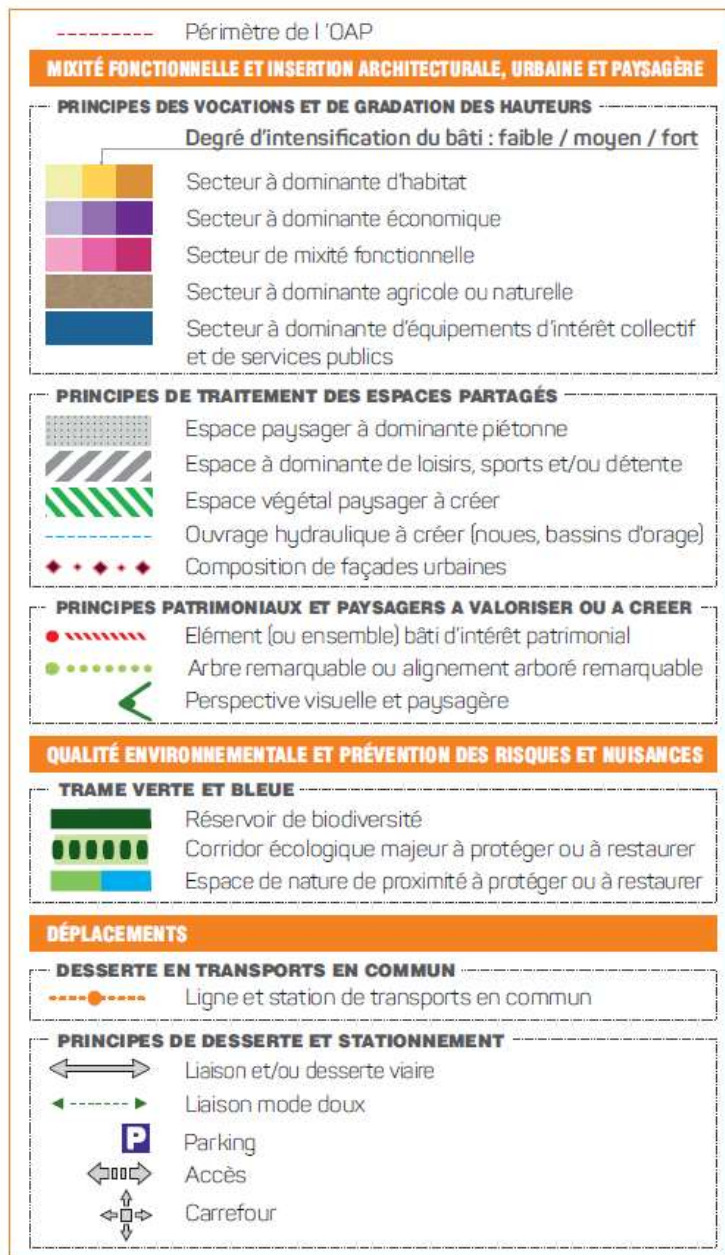 Périmètre de l 'OAP
MIXITÉ FONCTIONNELLE ET INSERTION ARCHITECTURALE, URBAINE ET PAYSAGÈRE
PRINCIPES DES VOCATIONS ET DE GRADATION DES HAUTEURS
Degré d'intensification du bâti : faible / moyen / fort
Secteur à dominante d'habitat
Secteur à dominante économique
Secteur de mixité fonctionnelle
Secteur à dominante agricole ou naturelle
Secteur à dominante d'équipements d'intérêt collectif
et de services publics
PRINCIPES DE TRAITEMENT DES ESPACES PARTAGÉS
Espace paysager à dominante piétonne
Espace à dominante de loisirs, sports et/ou détente
Espace végétal paysager à créer
Ouvrage hydraulique à créer (noues, bassins d'orage)
Composition de façades urbaines
PRINCIPES PATRIMONIAUX ET PAYSAGERS A VALORISER OU A CREER
Elément (ou ensemble) bâti d'intérêt patrimonial
Arbre remarquable ou alignement arboré remarquable
Perspective visuelle et paysagère
QUALITÉ ENVIRONNEMENTALE ET PRÉVENTION DES RISQUES ET NUISANCES
TRAME VERTE ET BLEUE
Réservoir de biodiversité
Corridor écologique majeur à protéger ou à restaurer
Espace de nature de proximité à protéger ou à restaurer
DÉPLACEMENTS
DESSERTE EN TRANSPORTS EN COMMUN
Ligne et station de transports en commun
PRINCIPES DE DESSERTE ET STATIONNEMENT
Liaison et/ou desserte viaire
Liaison mode doux
P Parking
Accès
Carrefour